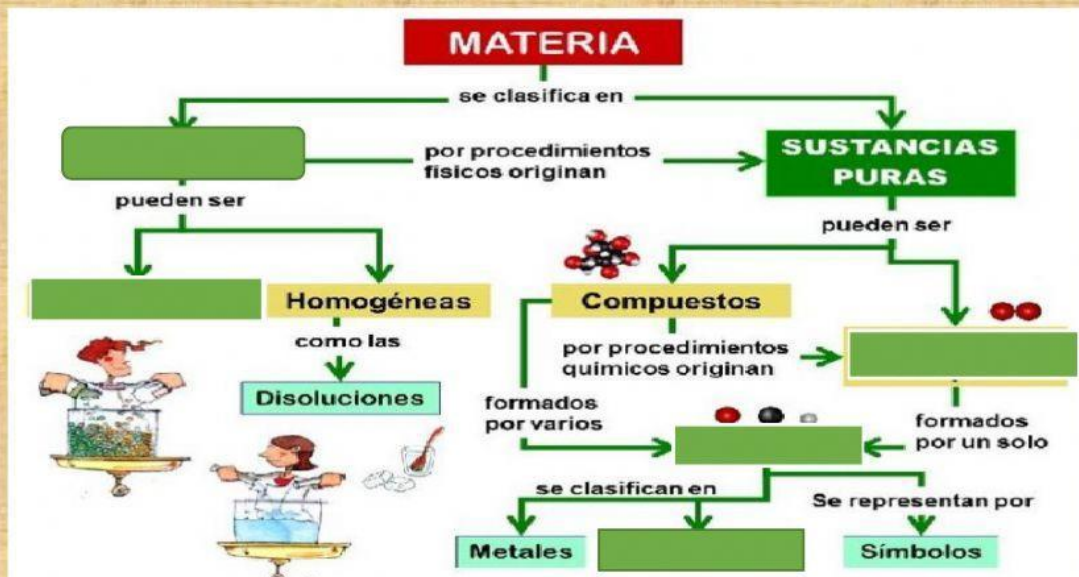 MATERIA
se clasifica en
por procedimientos
físicos originan
SUSTANCIAS
PURAS
pueden ser
pueden ser
Homogéneas
Compuestos
como las
por procedimientos
químicos originan
Disoluciones
formados
por varios
formados
por un solo
se clasifican en
Se representan por
Metales
Símbolos